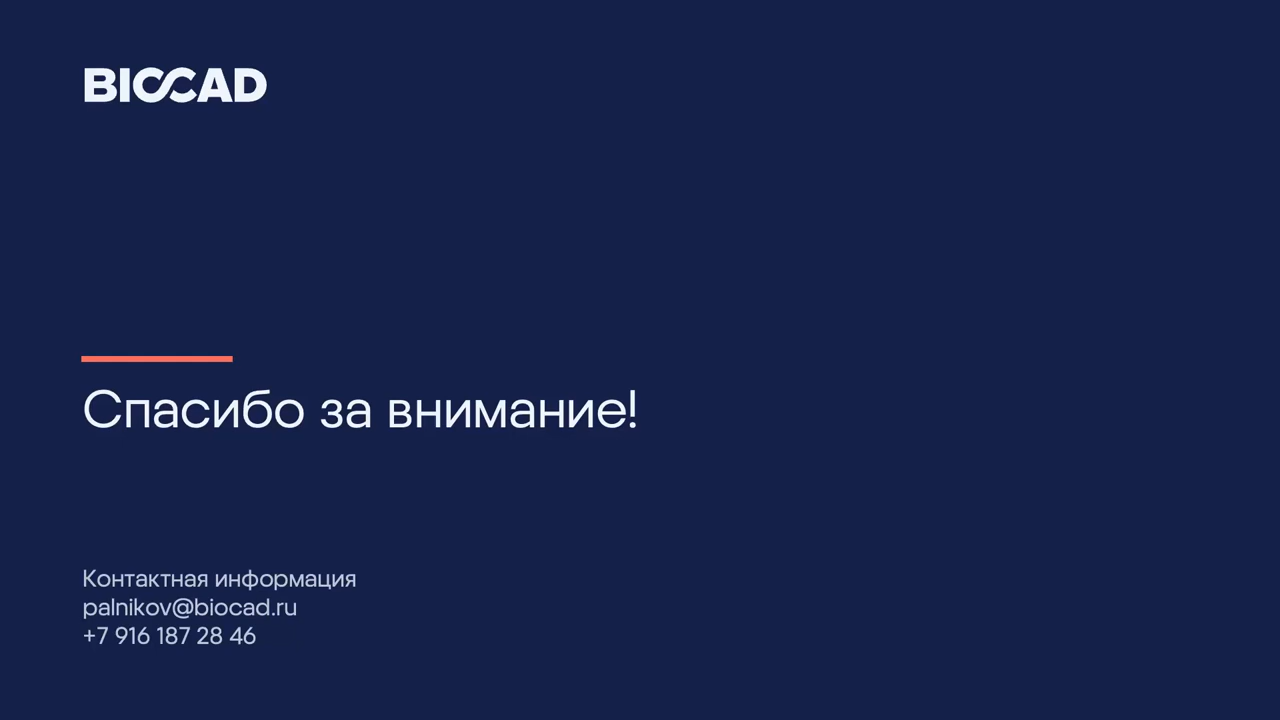 BIOCAD
Спасибо за внимание!
Контактная информация
palnikov@biocad.ru
+7 916 187 28 46